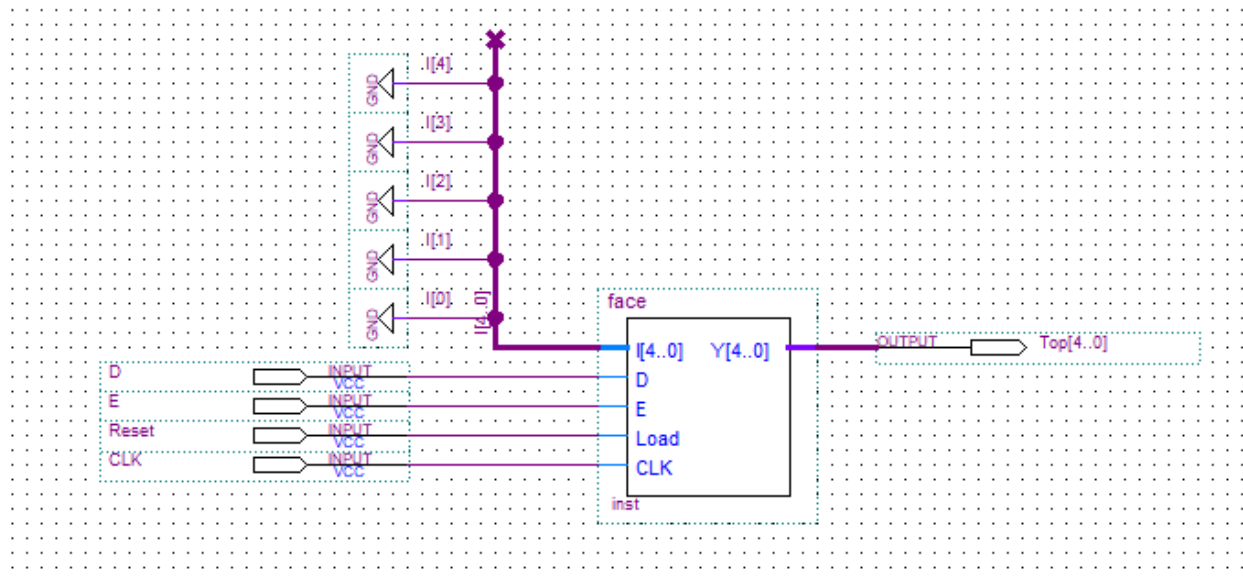 I[4]
GND
I[3]
GND
I[2]
GND
I[1]
GND
I[0]
GND
I[4..0]
face
I[4..0] Y[4..0]
OUTPUT Top[4..0]
D INPUT
VCC
D
E INPUT
VCC
E
Reset INPUT
VCC
Load
CLK INPUT
VCC
CLK
inst